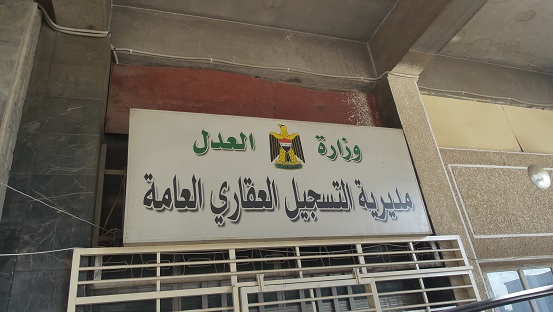 وزارة العدل
مديرية التسجيل العقاري العامة